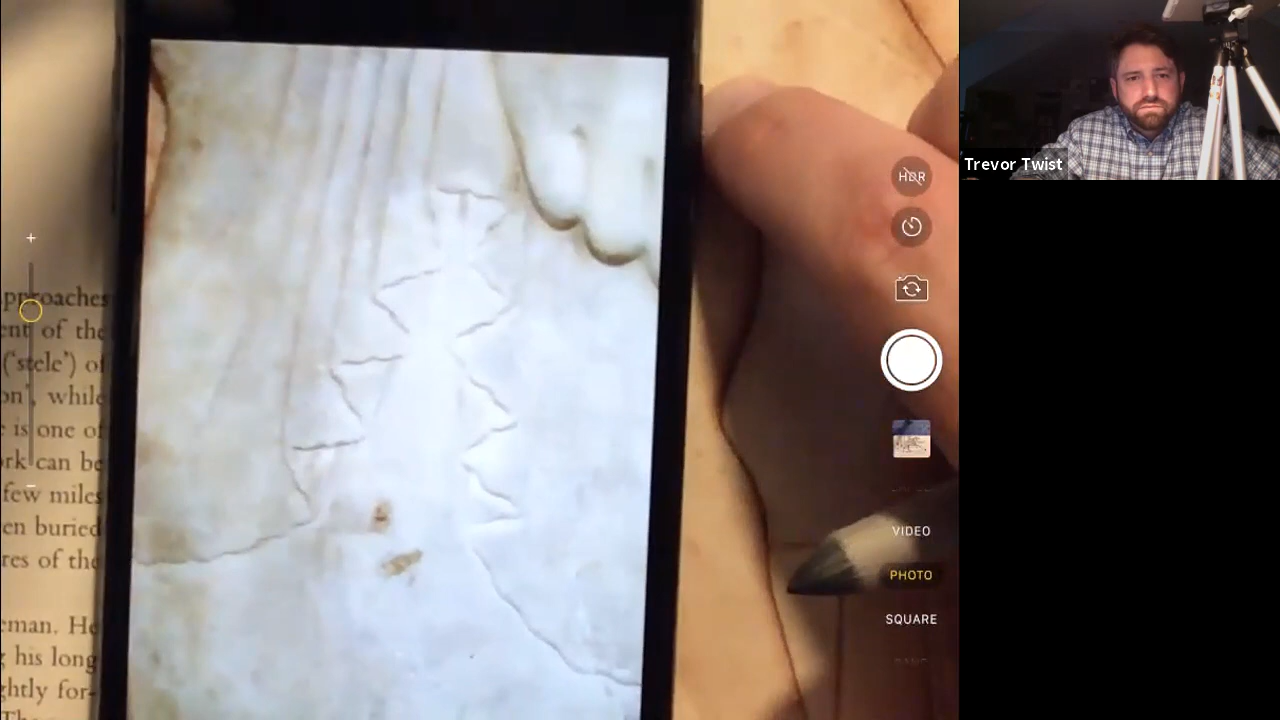 pproaches
ent of the
('stele') of
on', while
e is one of
rk can be
few miles
en buried
res of the
eman. He
g his long
ghtly for-
HDR
VIDEO
PHOTO
SQUARE
Trevor Twist